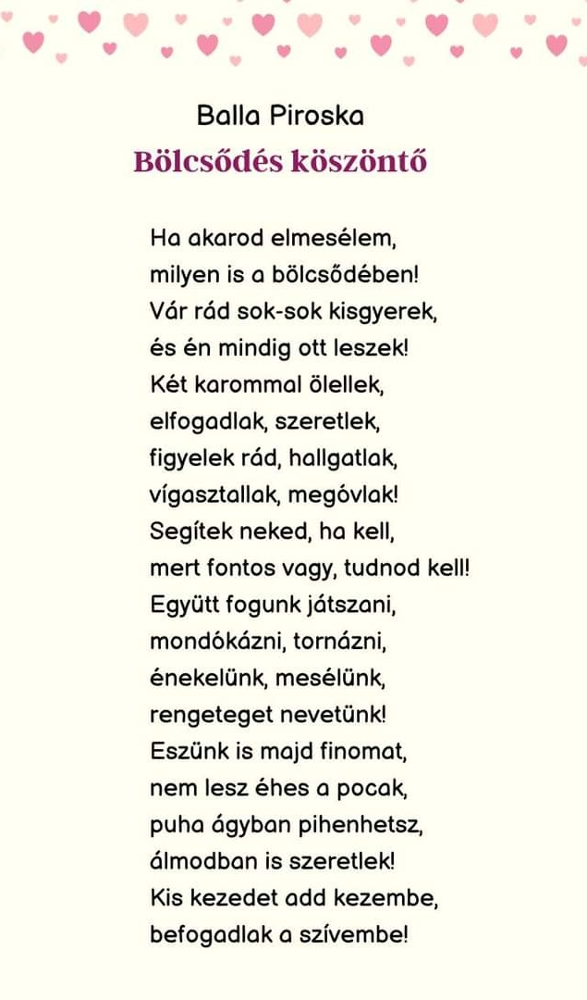 Balla Piroska
Bölcsődés köszöntő
Ha akarod elmesélem,
milyen is a bölcsődében!
Vár rád sok-sok kisgyerek,
és én mindig ott leszek!
Két karommal ölellek,
elfogadlak, szeretlek,
figyelek rád, hallgatlak,
vígasztallak, megóvlak!
Segítek neked, ha kell,
mert fontos vagy, tudnod kell!
Együtt fogunk játszani,
mondókázni, tornázni,
énekelünk, mesélünk,
rengeteget nevetünk!
Eszünk is majd finomat,
nem lesz éhes a pocak,
puha ágyban pihenhetsz,
álmodban is szeretlek!
Kis kezedet add kezembe,
befogadlak a szívembe!